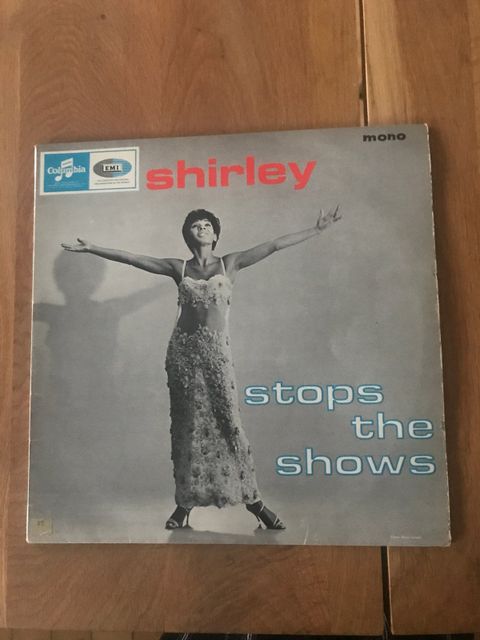 mono
Columbia
EMI
shirley
stops
the
shows